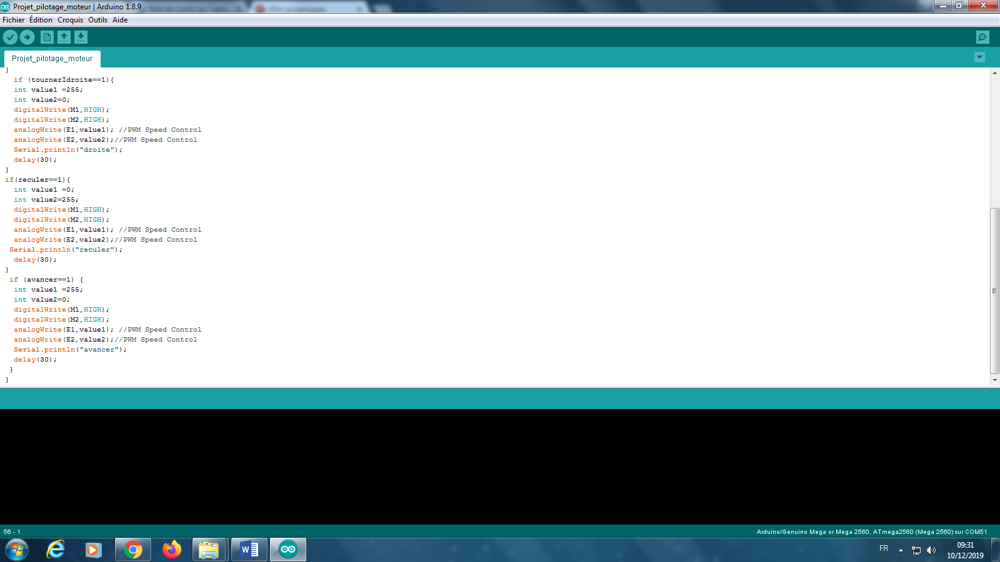 Projet_pilotage_moteur | Arduino 1.8.9
Fichier Édition Croquis Outils Aide
Projet_pilotage_moteur
}
if (tournerIdroite==1){
int value1 =255;
int value2=0;
digitalWrite(M1,HIGH);
digitalWrite(M2,HIGH);
analogWrite(E1,value1); //PWM Speed Control
analogWrite(E2,value2);//PWM Speed Control
Serial.println("droite");
delay(30);
}
if(reculer==1){
int value1 =0;
int value2=255;
digitalWrite(M1,HIGH);
digitalWrite(M2,HIGH);
analogWrite(E1,value1); //PWM Speed Control
analogWrite(E2,value2);//PWM Speed Control
Serial.println("reculer");
delay(30);
}
if (avancer==1) {
int value1 =255;
int value2=0;
digitalWrite(M1,HIGH);
digitalWrite(M2,HIGH);
analogWrite(E1,value1); //PWM Speed Control
analogWrite(E2,value2);//PWM Speed Control
Serial.println("avancer");
delay(30);
}
}
56 - 1
Arduino/Genuino Mega or Mega 2560, ATmega2560 (Mega 2560) sur COM51
FR
09:31
10/12/2019